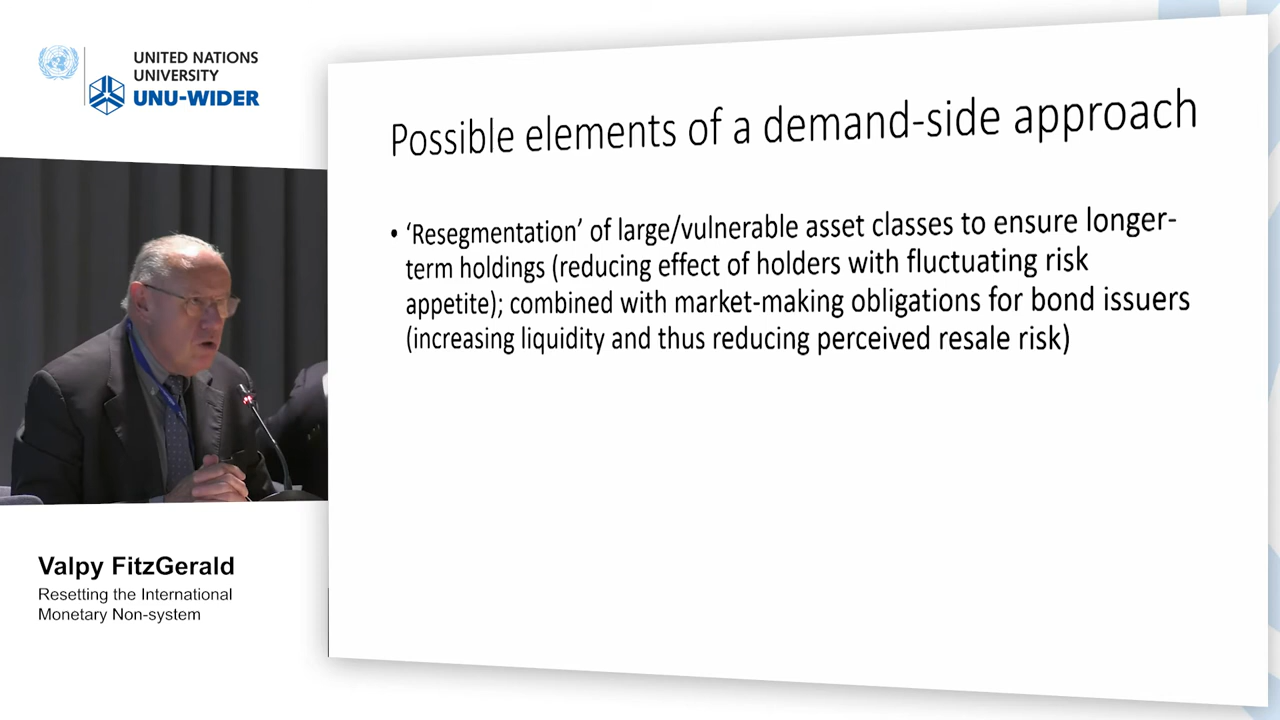 UNITED NATIONS
UNIVERSITY
UNU-WIDER
Possible elements of a demand-side approach
• ‘Resegmentation’ of large/vulnerable asset classes to ensure longer-
term holdings (reducing effect of holders with fluctuating risk
appetite); combined with market-making obligations for bond issuers
(increasing liquidity and thus reducing perceived resale risk)
Valpy FitzGerald
Resetting the International
Monetary Non-system